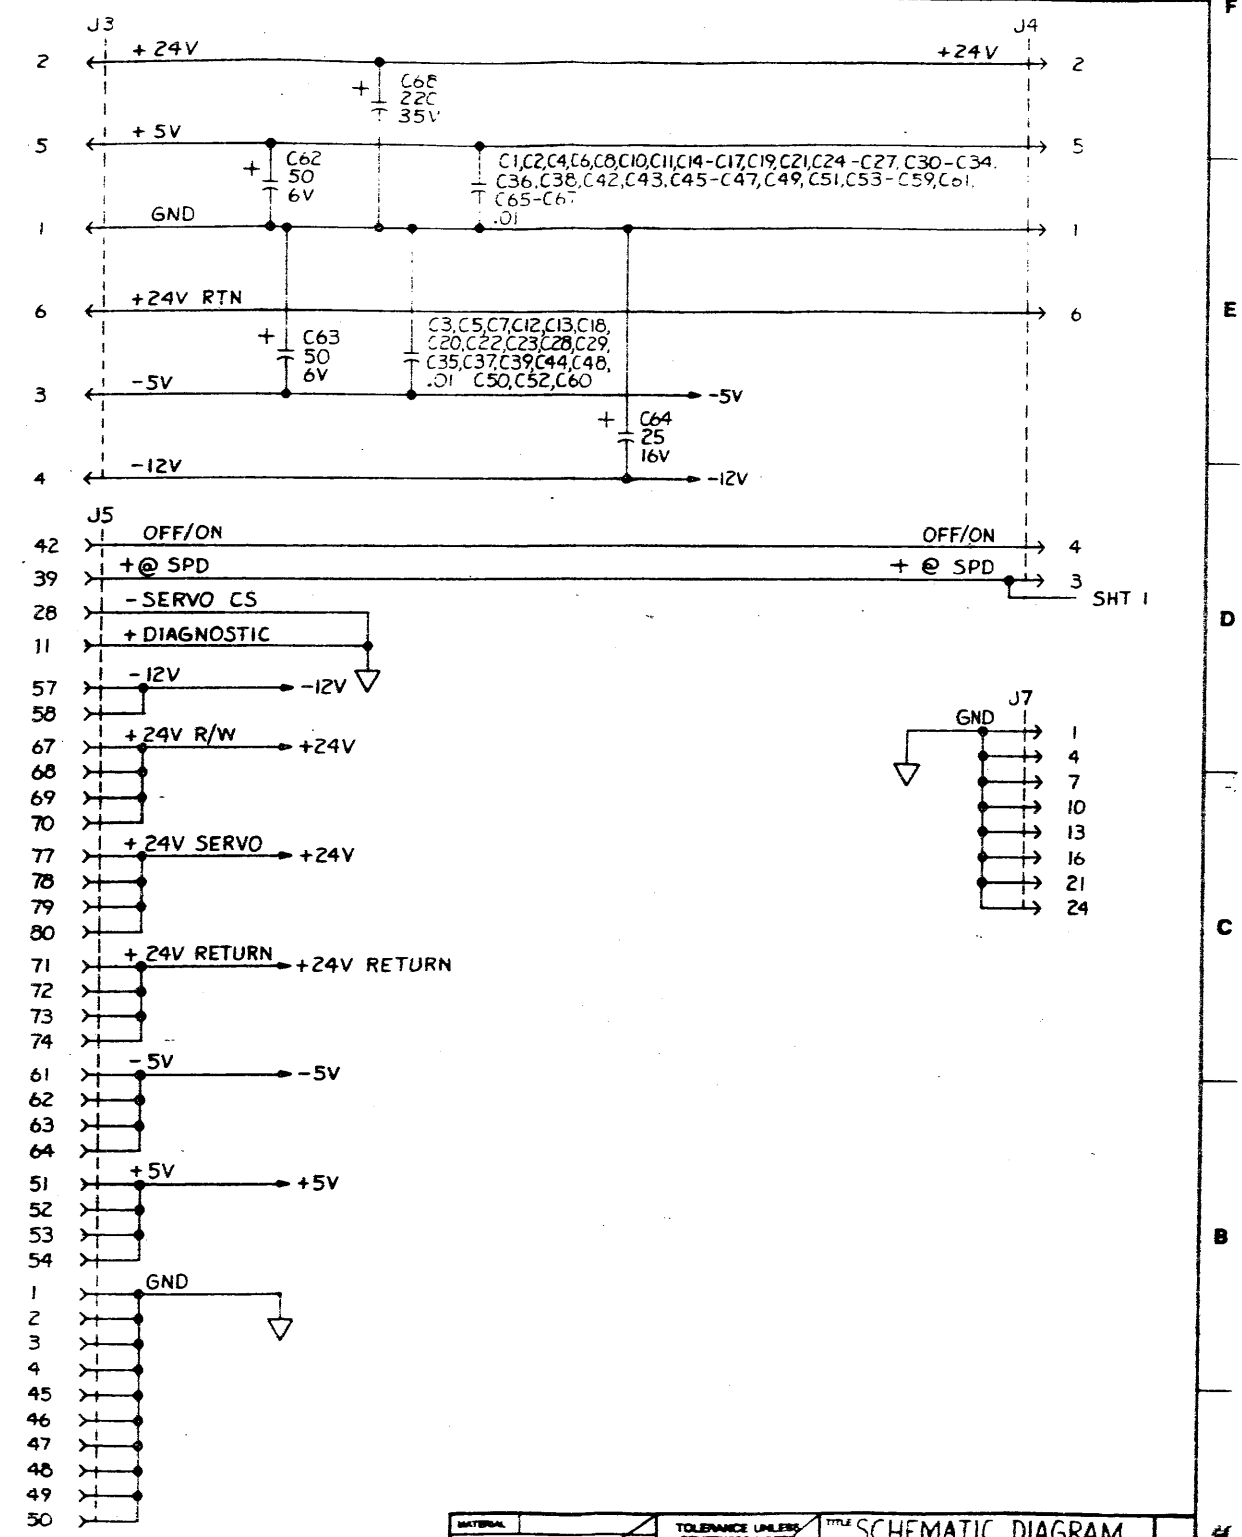 F
J3 J4
2 +24V +24V 2
+ C68
35V
5 +5V 5
+ C62
50
6V
C1,C2,C4,C6,C8,C10,C11,C14-C17,C19,C21,C24-C27,C30-C34,
C36,C38,C42,C43,C45-C47,C49,C51,C53-C59,C61,
C65-C67
.01
1 GND 1
6 +24V RTN 6
E
+ C63
50
6V
C3,C5,C7,C12,C13,C18,
C20,C22,C23,C28,C29,
C35,C37,C39,C44,C48,
.01 C50,C52,C60
3 -5V -5V
+ C64
25
16V
4 -12V -12V
J5
42 OFF/ON OFF/ON 4
39 +@ SPD + @ SPD 3
SHT 1
28 -SERVO CS
D
11 +DIAGNOSTIC
57 -12V -12V
58
J7
GND 1
67 +24V R/W +24V
4
68
7
69
10
70
13
77 +24V SERVO +24V
16
78
21
79
24
80
C
71 +24V RETURN +24V RETURN
72
73
74
61 -5V -5V
62
63
64
51 +5V +5V
52
53
B
54
1 GND
2
3
4
45
46
47
48
49
50
MATERIAL TOLERANCE UNLESS TITLE SCHEMATIC DIAGRAM